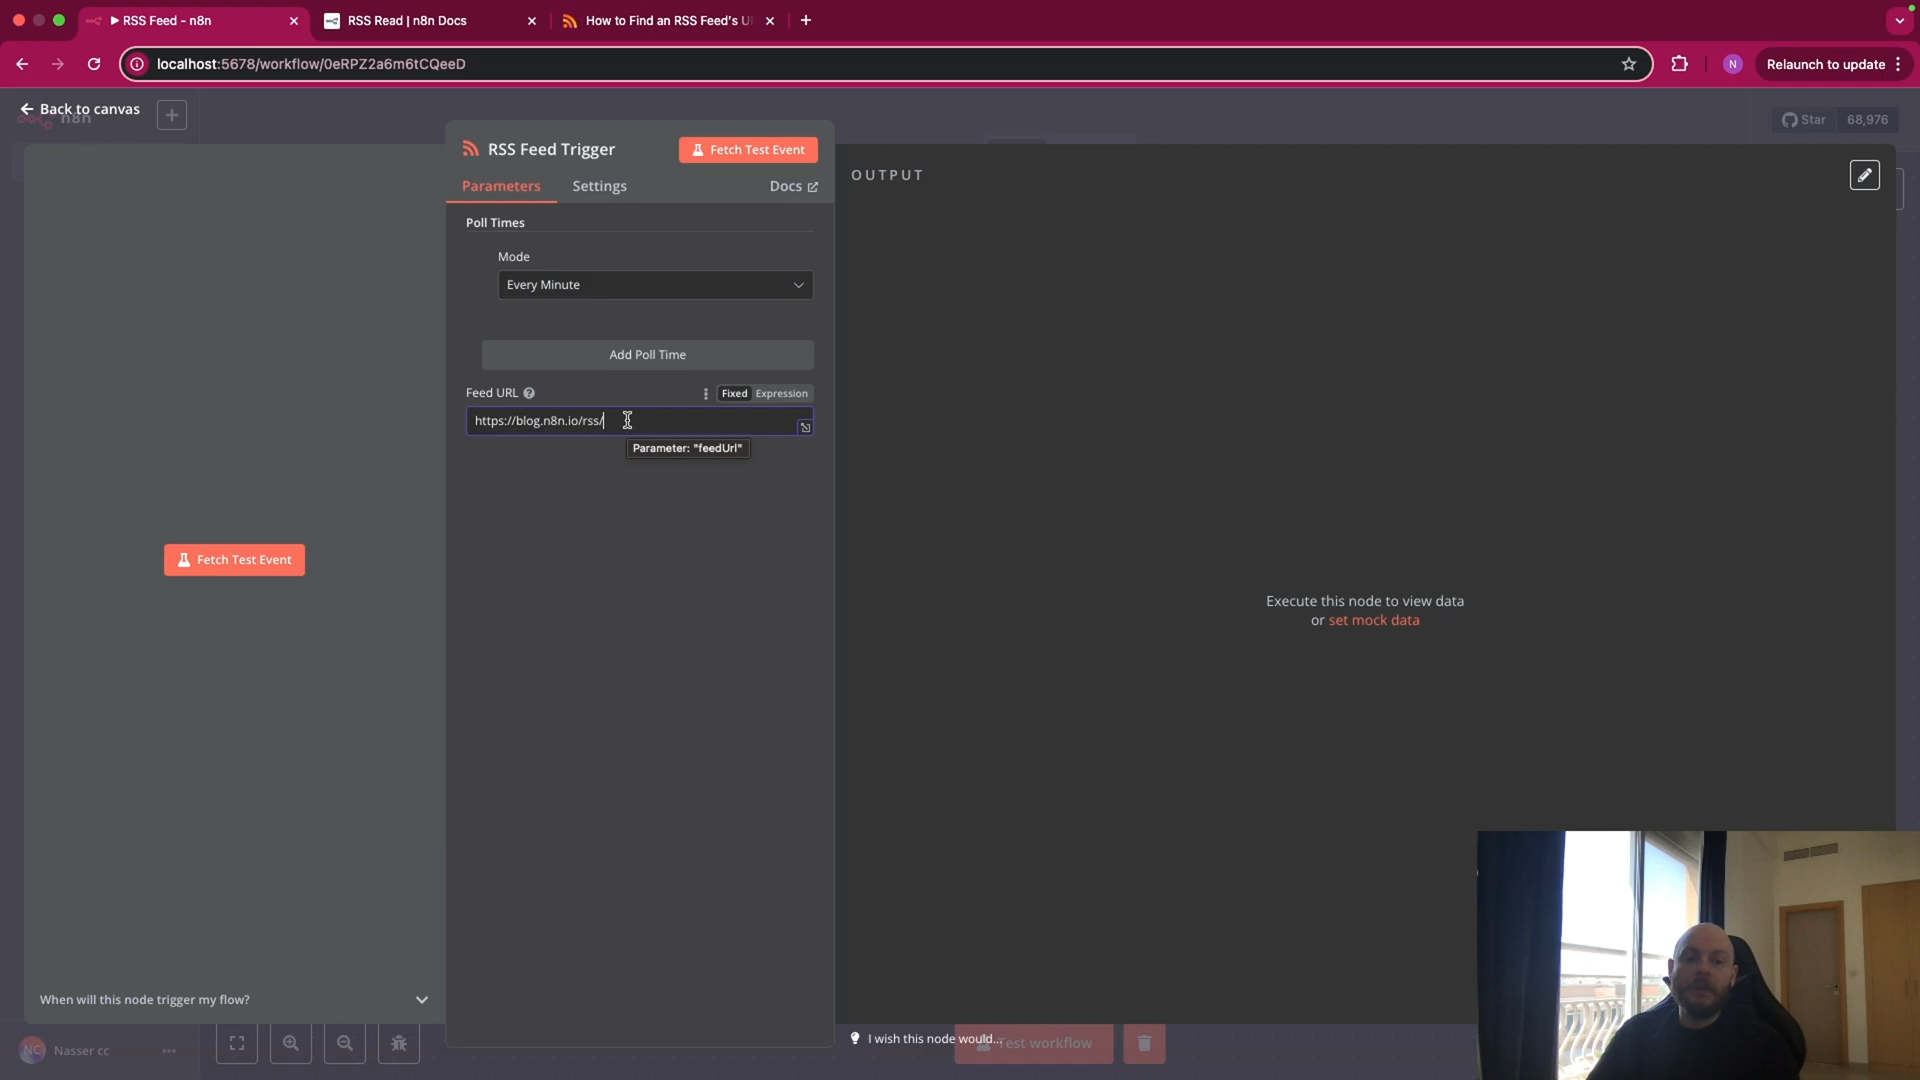 RSS Feed - n8n
RSS Read | n8n Docs
How to Find an RSS Feed's U
localhost:5678/workflow/0eRPZ2a6m6tCQeeD
N
Relaunch to update
Back to canvas
n8n
Star
68,976
RSS Feed Trigger
Fetch Test Event
Parameters
Settings
Docs
OUTPUT
Poll Times
Mode
Every Minute
Add Poll Time
Feed URL
Fixed
Expression
https://blog.n8n.io/rss/
Parameter: "feedUrl"
Fetch Test Event
Execute this node to view data
or set mock data
When will this node trigger my flow?
I wish this node would...
Test workflow
NC
Nasser cc